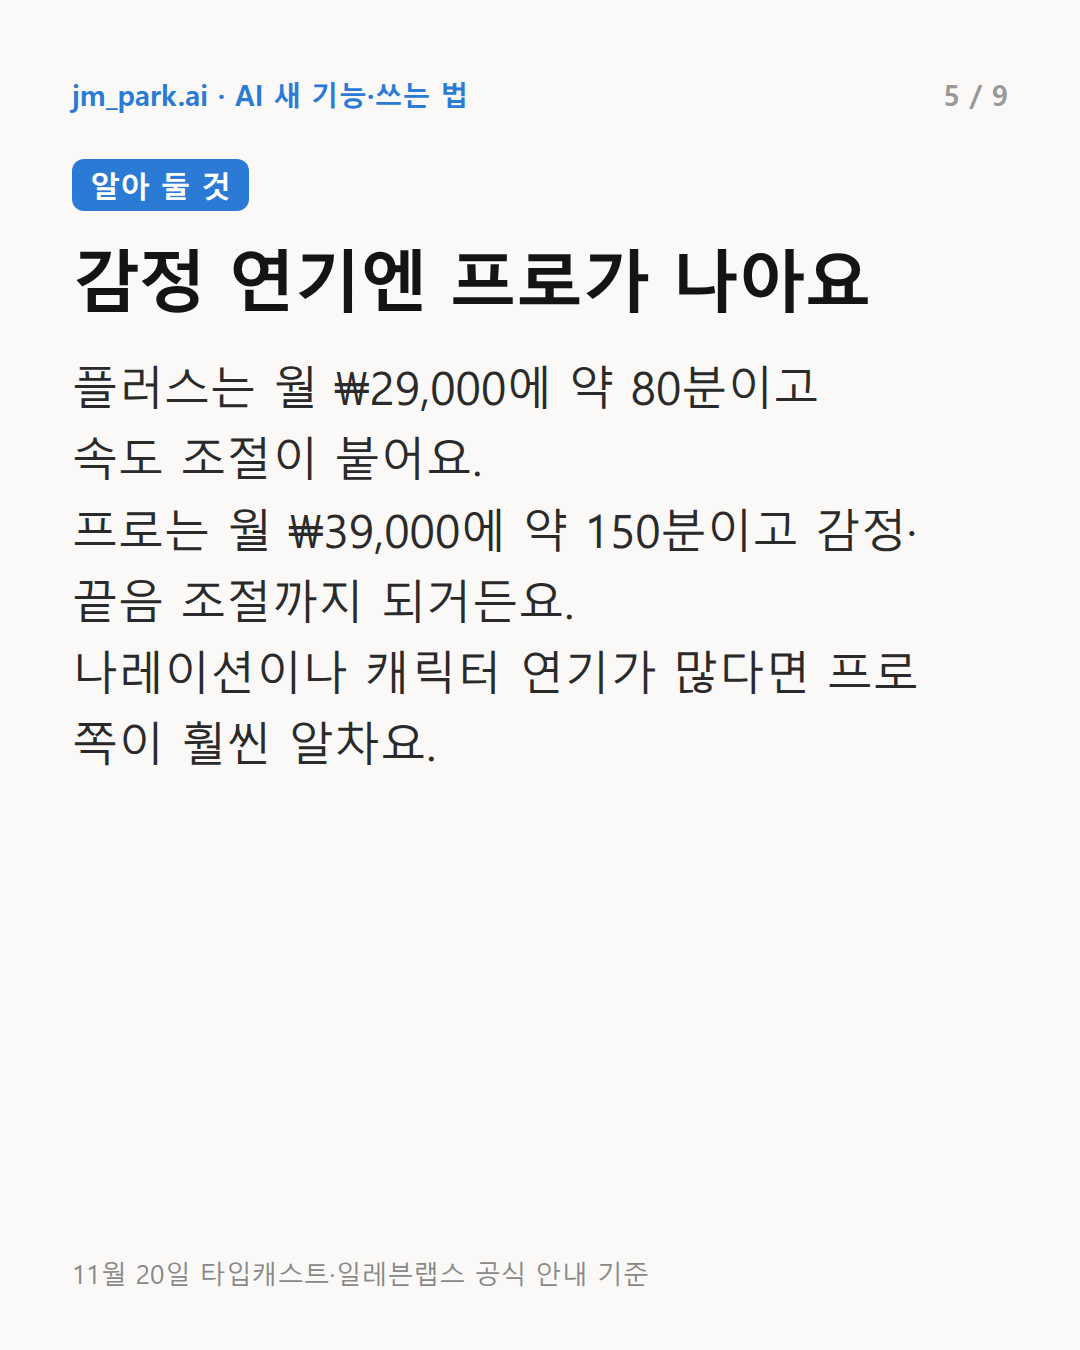 jm_park.ai · AI 새 기능·쓰는 법
5 / 9
알아 둘 것
감정 연기엔 프로가 나아요
플러스는 월 ₩29,000에 약 80분이고
속도 조절이 붙어요.
프로는 월 ₩39,000에 약 150분이고 감정·
끝음 조절까지 되거든요.
나레이션이나 캐릭터 연기가 많다면 프로
쪽이 훨씬 알차요.
11월 20일 타입캐스트·일레븐랩스 공식 안내 기준